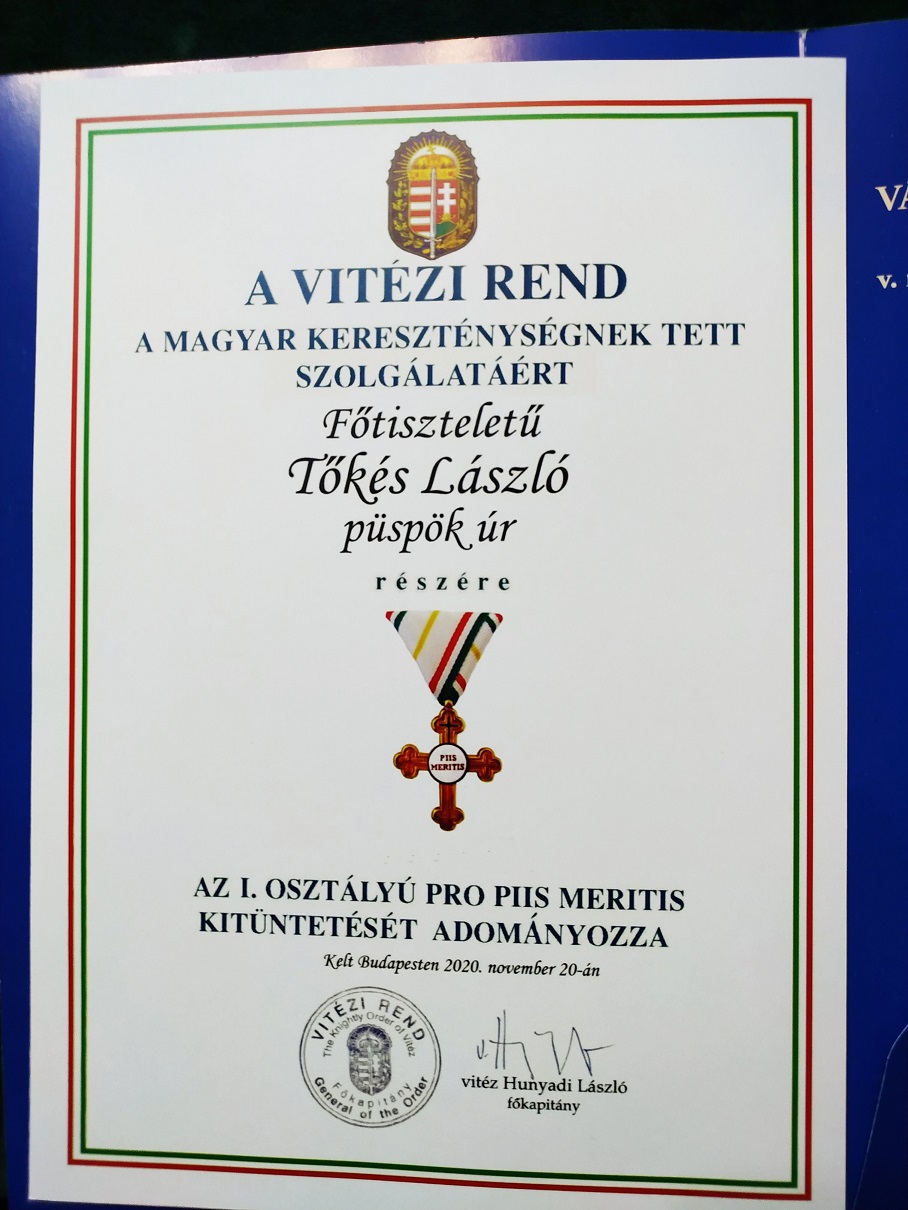 A VITÉZI REND
A MAGYAR KERESZTÉNYSÉGNEK TETT
SZOLGÁLATÁÉRT
Főtiszteletű
Tőkés László
püspök úr
részére
PIIS
MERITIS
AZ I. OSZTÁLYÚ PRO PIIS MERITIS
KITÜNTETÉSÉT ADOMÁNYOZZA
Kelt Budapesten 2020. november 20-án
VITÉZI REND
The Knightly Order of Vitéz
Főkapitány
General of the Order
vitéz Hunyadi László
főkapitány
VÁ
v.